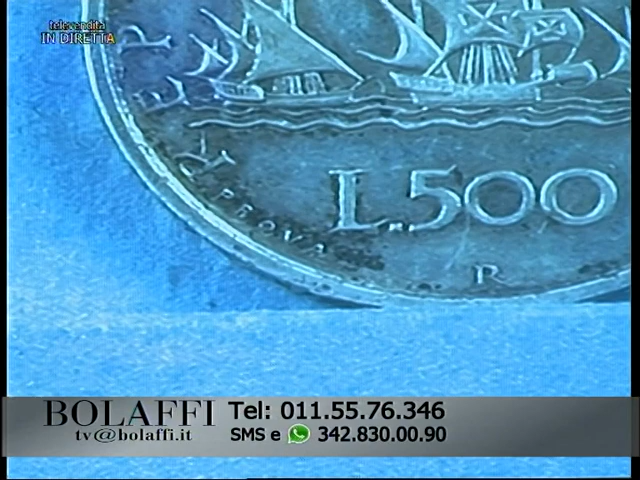 televendita
IN DIRETTA
L.500
PROVA
R
BOLAFFI
tv@bolaffi.it
Tel: 011.55.76.346
SMS e 342.830.00.90